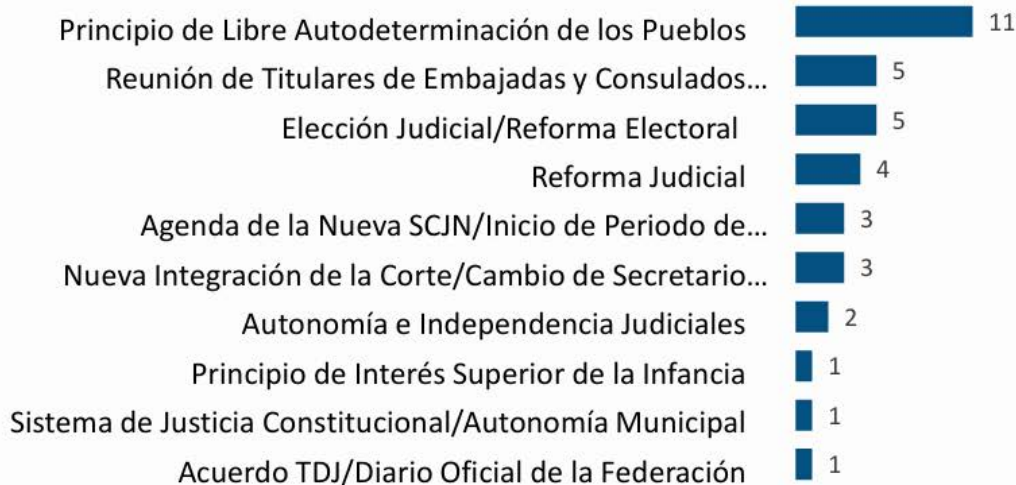 Principio de Libre Autodeterminación de los Pueblos 11
Reunión de Titulares de Embajadas y Consulados... 5
Elección Judicial/Reforma Electoral 5
Reforma Judicial 4
Agenda de la Nueva SCJN/Inicio de Periodo de... 3
Nueva Integración de la Corte/Cambio de Secretario... 3
Autonomía e Independencia Judiciales 2
Principio de Interés Superior de la Infancia 1
Sistema de Justicia Constitucional/Autonomía Municipal 1
Acuerdo TDJ/Diario Oficial de la Federación 1